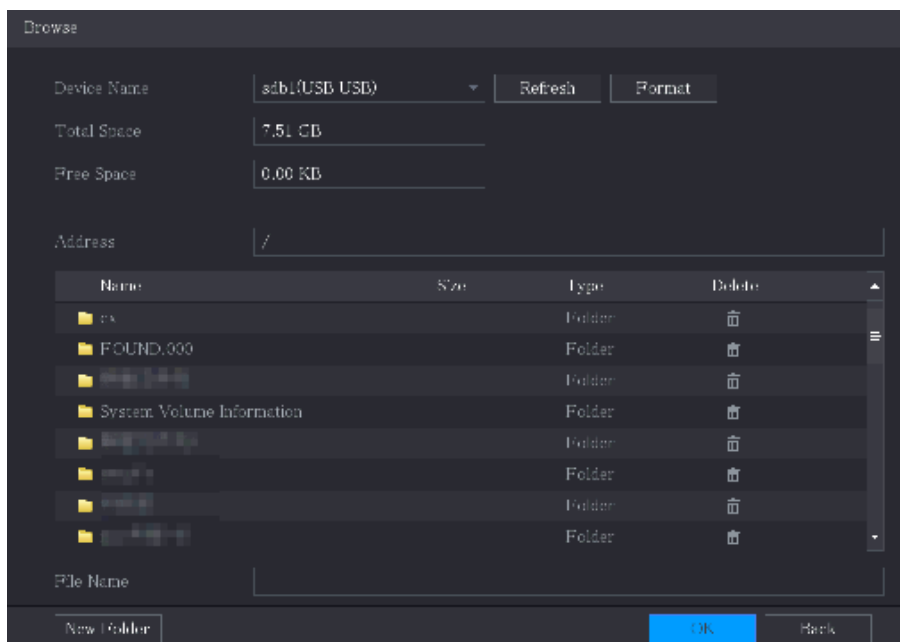 Browse
Device Name sdb1(USB USB) Refresh Format
Total Space 7.51 GB
Free Space 0.00 KB
Address /
Name Size Type Delete
cx Folder
FOUND.000 Folder
Folder
System Volume Information Folder
Folder
Folder
Folder
Folder
File Name
New Folder OK Back